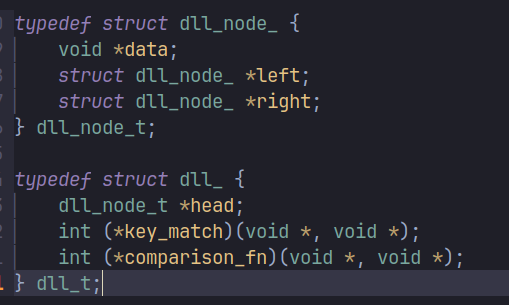 typedef struct dll_node_ {
    void *data;
    struct dll_node_ *left;
    struct dll_node_ *right;
} dll_node_t;

typedef struct dll_ {
    dll_node_t *head;
    int (*key_match)(void *, void *);
    int (*comparison_fn)(void *, void *);
} dll_t;